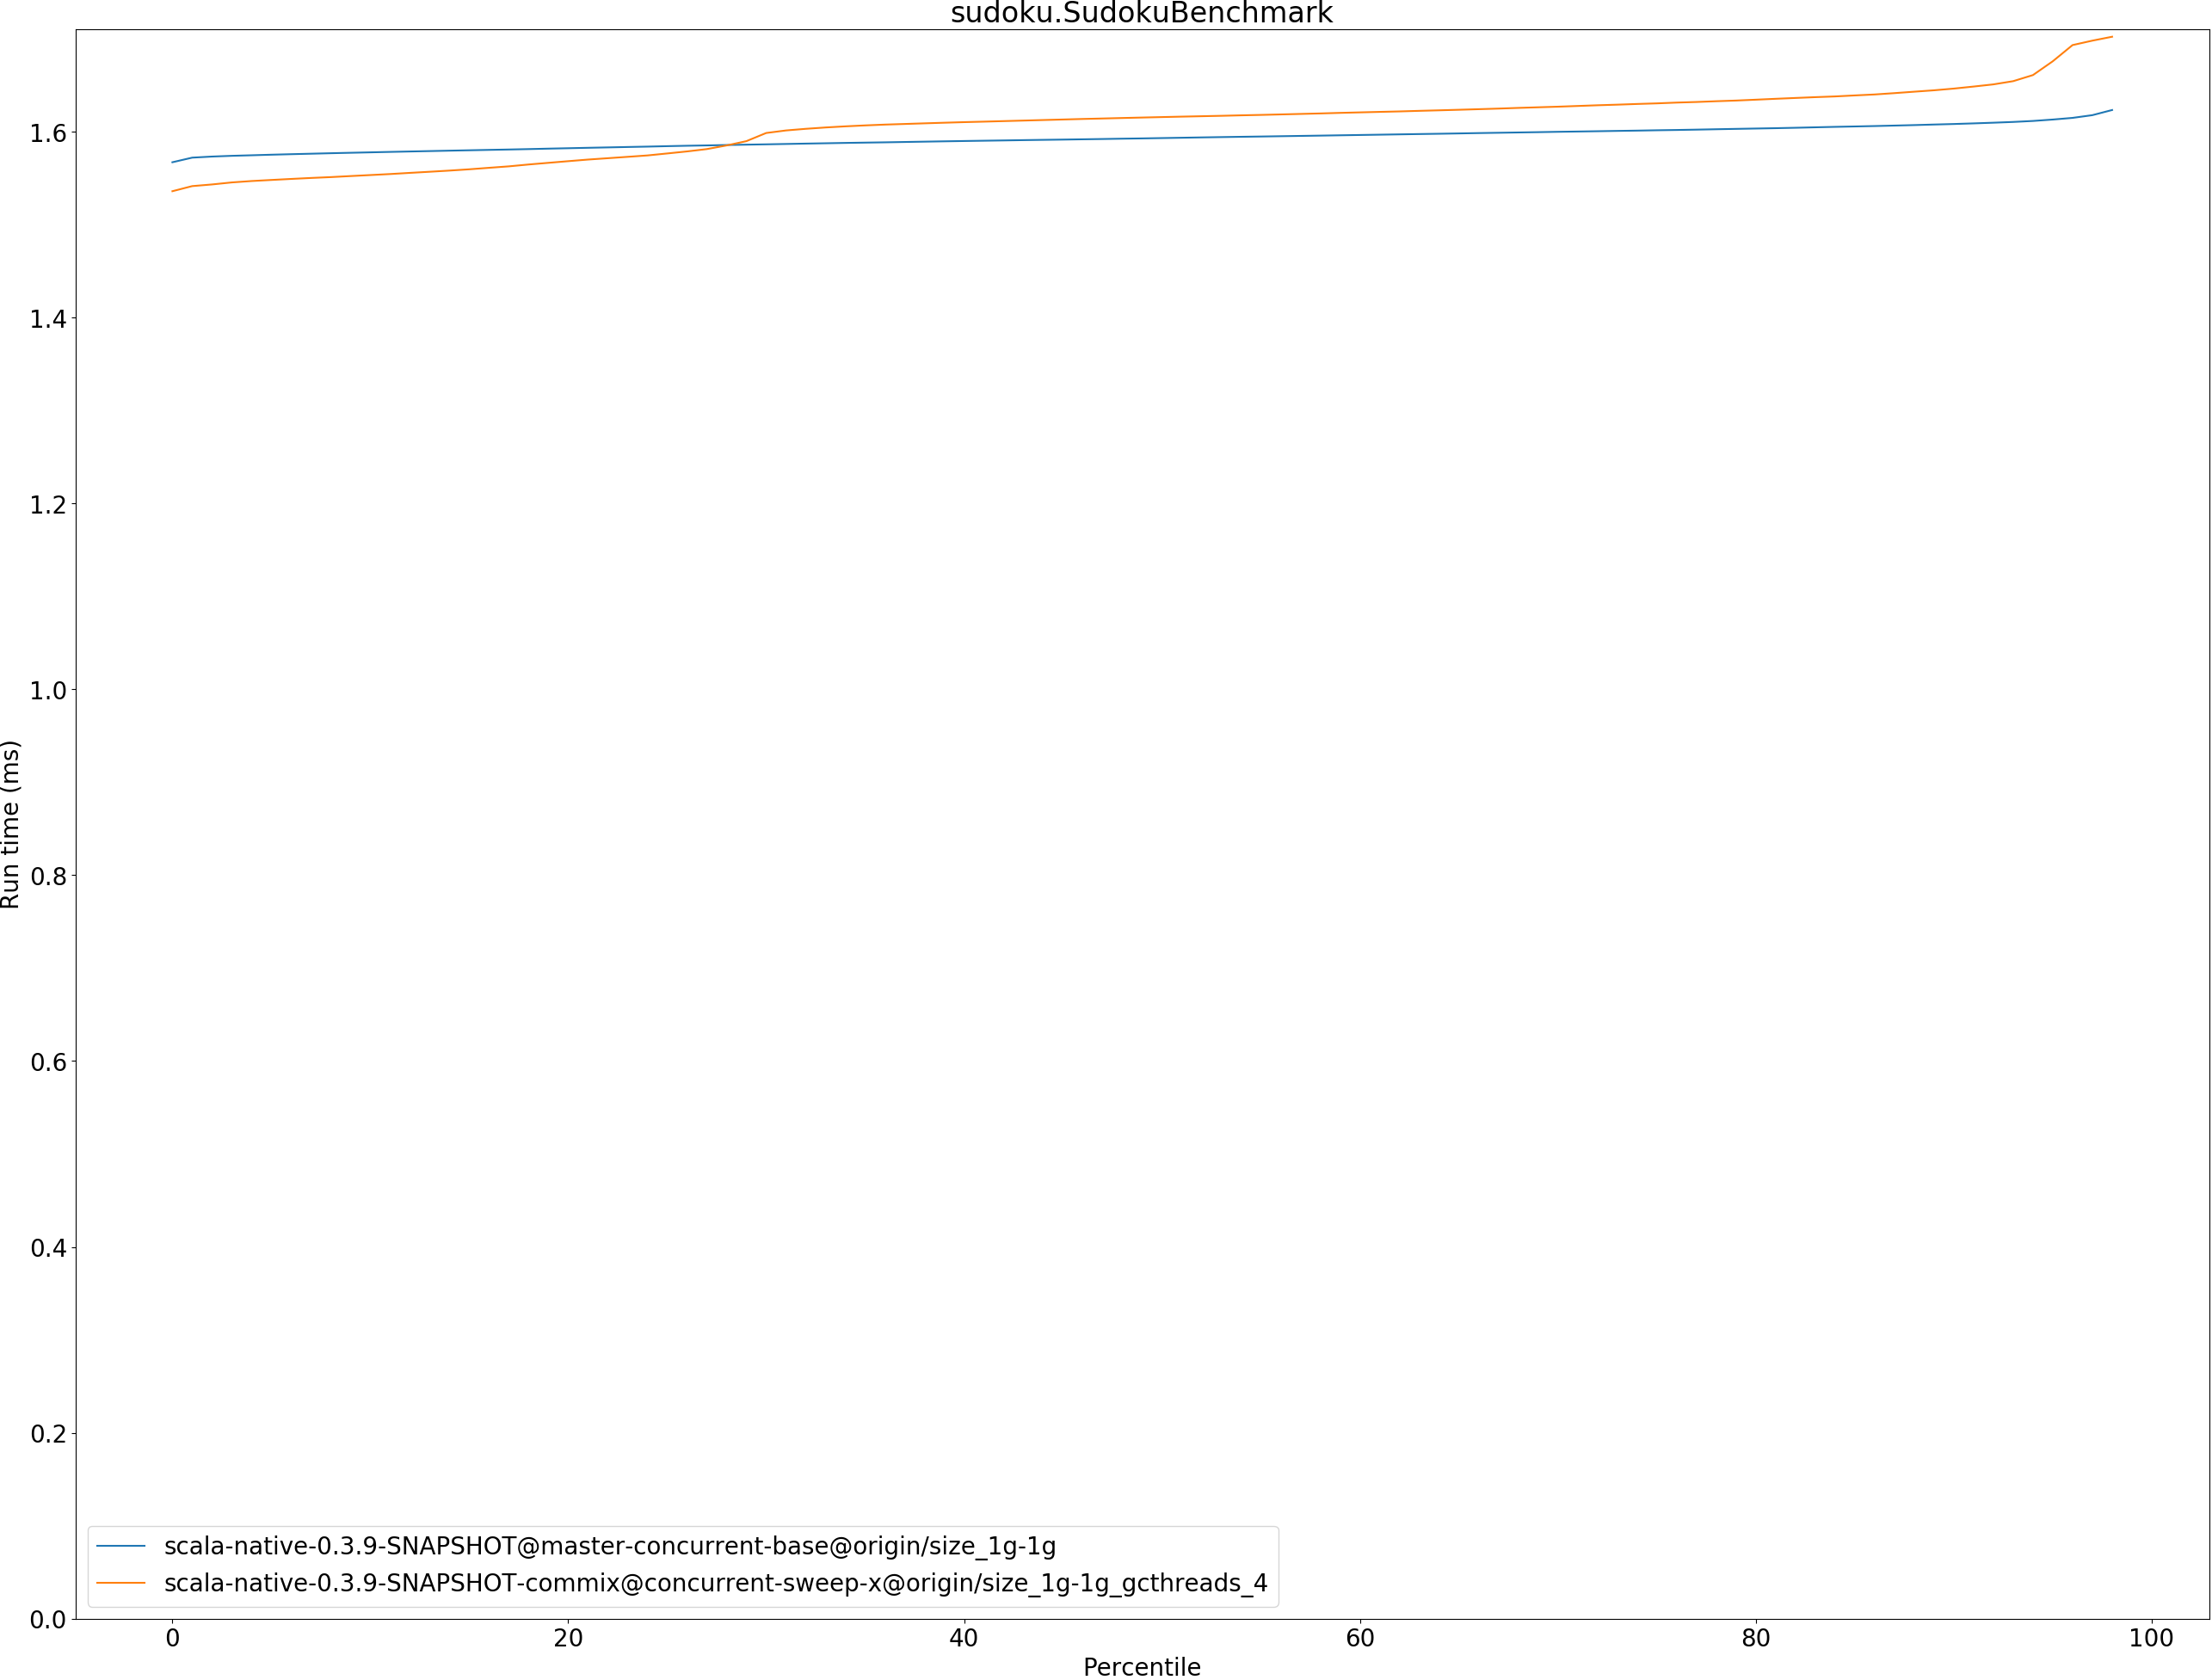 sudoku.SudokuBenchmark
Run time (ms)
1.6
1.4
1.2
1.0
0.8
0.6
0.4
0.2
0.0
scala-native-0.3.9-SNAPSHOT@master-concurrent-base@origin/size_1g-1g
scala-native-0.3.9-SNAPSHOT-commix@concurrent-sweep-x@origin/size_1g-1g_gcthreads_4
0 20 40 60 80 100
Percentile